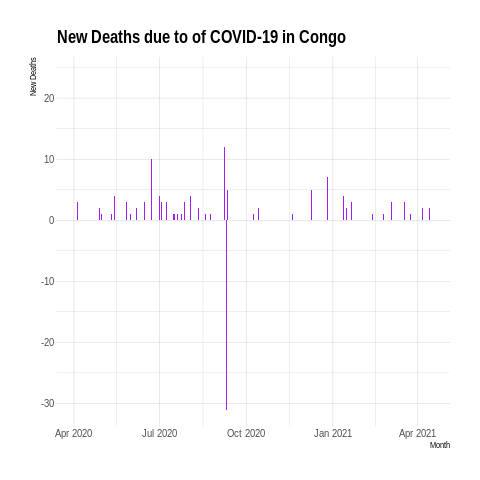 New Deaths due to of COVID-19 in Congo
New Deaths
20
10
0
-10
-20
-30
Apr 2020 Jul 2020 Oct 2020 Jan 2021 Apr 2021
Month